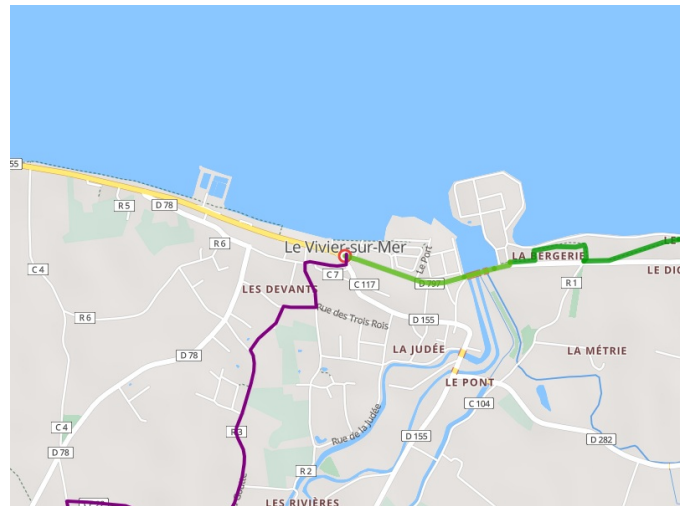 55
R 5
D 78
R 6
Le Vivier-sur-Mer
Le Port
LA BERGERIE
LE
C 4
C 7
C 117
D 797
LES DEVANTS
R 1
LE DIC
R 6
Rue des Trois Rois
D 155
D 78
LA JUDÉE
LA MÉTRIE
LE PONT
C 104
C 4
R 3
Rue de la Judée
D 155
D 282
D 78
R 2
LES RIVIÈRES